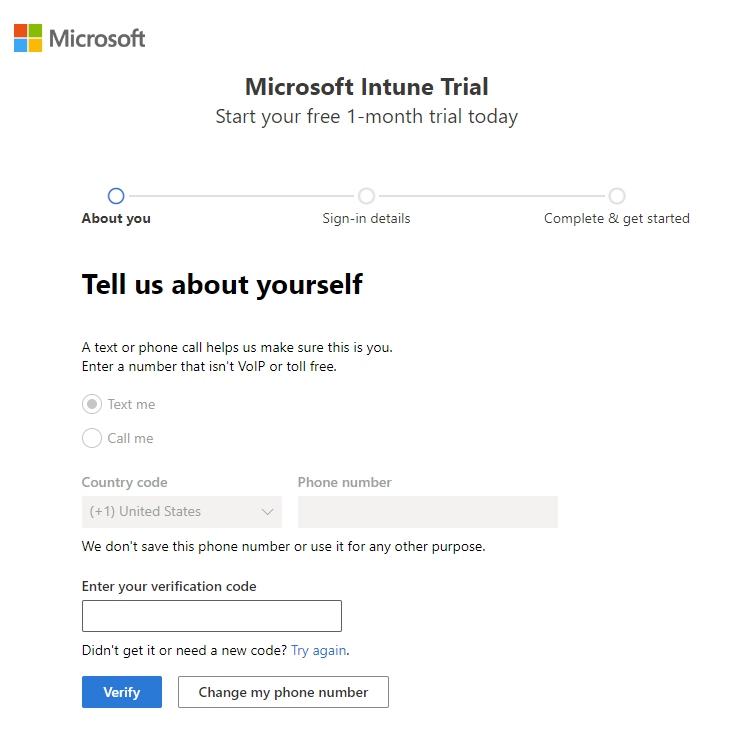 Microsoft
Microsoft Intune Trial
Start your free 1-month trial today
About you
Sign-in details
Complete & get started
Tell us about yourself
A text or phone call helps us make sure this is you.
Enter a number that isn't VoIP or toll free.
Text me
Call me
Country code
Phone number
(+1) United States
We don't save this phone number or use it for any other purpose.
Enter your verification code
Didn't get it or need a new code? Try again.
Verify
Change my phone number